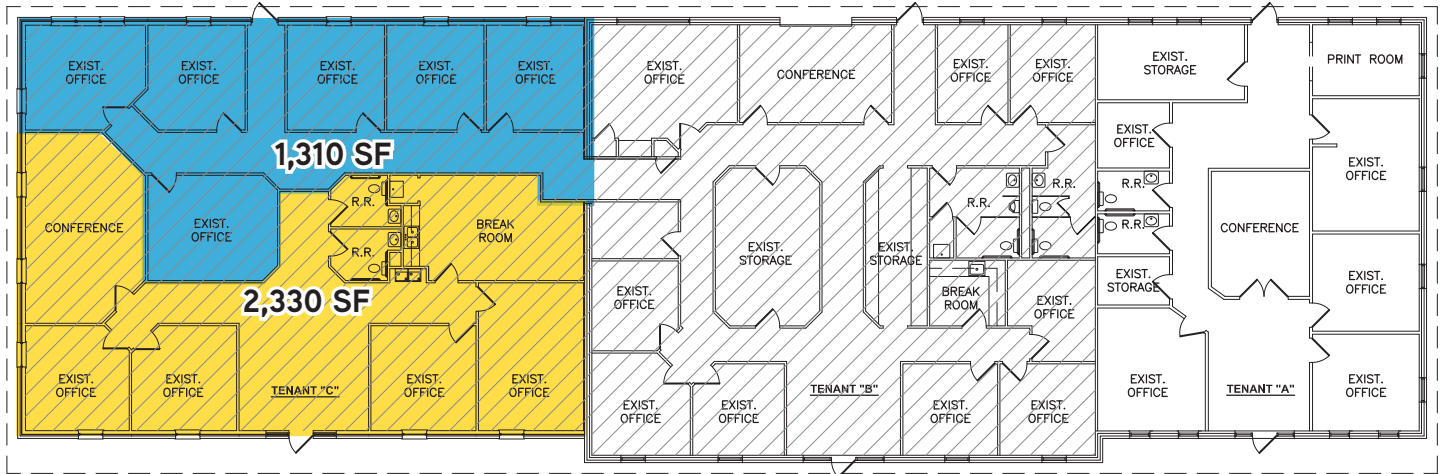 EXIST.
OFFICE
EXIST.
OFFICE
EXIST.
OFFICE
EXIST.
OFFICE
EXIST.
OFFICE
1,310 SF
CONFERENCE
EXIST.
OFFICE
R.R.
R.R.
BREAK
ROOM
2,330 SF
EXIST.
OFFICE
EXIST.
OFFICE
TENANT "C"
EXIST.
OFFICE
EXIST.
OFFICE
EXIST.
OFFICE
CONFERENCE
EXIST.
OFFICE
EXIST.
OFFICE
EXIST.
STORAGE
EXIST.
STORAGE
R.R.
R.R.
EXIST.
OFFICE
BREAK
ROOM
EXIST.
OFFICE
EXIST.
OFFICE
EXIST.
OFFICE
TENANT "B"
EXIST.
OFFICE
EXIST.
OFFICE
EXIST.
STORAGE
PRINT ROOM
EXIST.
OFFICE
EXIST.
OFFICE
R.R.
R.R.
CONFERENCE
EXIST.
STORAGE
EXIST.
OFFICE
EXIST.
OFFICE
TENANT "A"
EXIST.
OFFICE